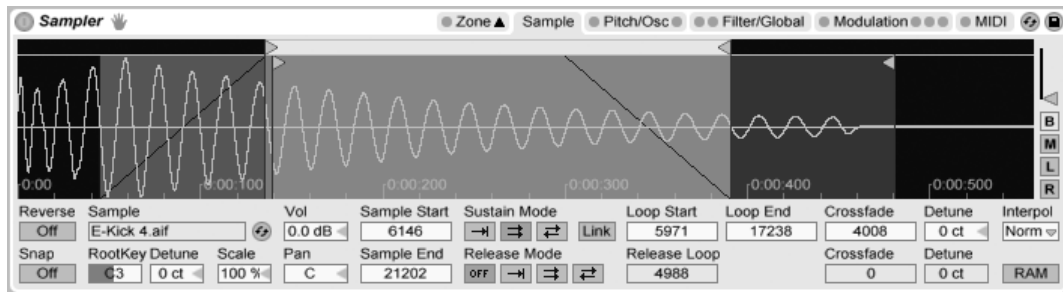 Sampler Zone Sample Pitch/Osc Filter/Global Modulation MIDI
B
M
L
R
0:00 0:00:100 0:00:200 0:00:300 0:00:400 0:00:500
Reverse Sample Vol Sample Start Sustain Mode Loop Start Loop End Crossfade Detune Interpol
Off E-Kick 4.aif 0.0 dB 6146 Link 5971 17238 4008 0 ct Norm
Snap RootKey Detune Scale Pan Sample End Release Mode Release Loop Crossfade Detune
Off C3 0 ct 100 % C 21202 OFF 4988 0 0 ct RAM